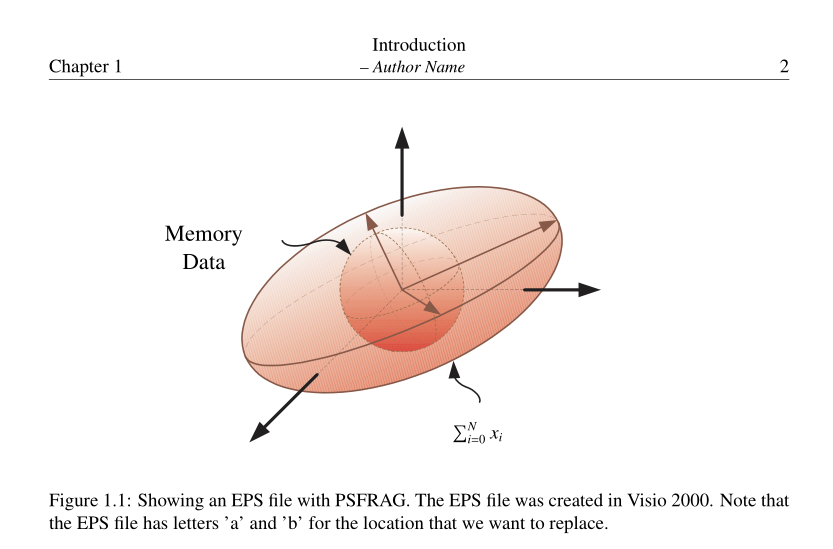 Introduction
Chapter 1 – Author Name 2
Memory
Data
∑_{i=0}^{N} x_i
Figure 1.1: Showing an EPS file with PSFRAG. The EPS file was created in Visio 2000. Note that
the EPS file has letters ’a’ and ’b’ for the location that we want to replace.